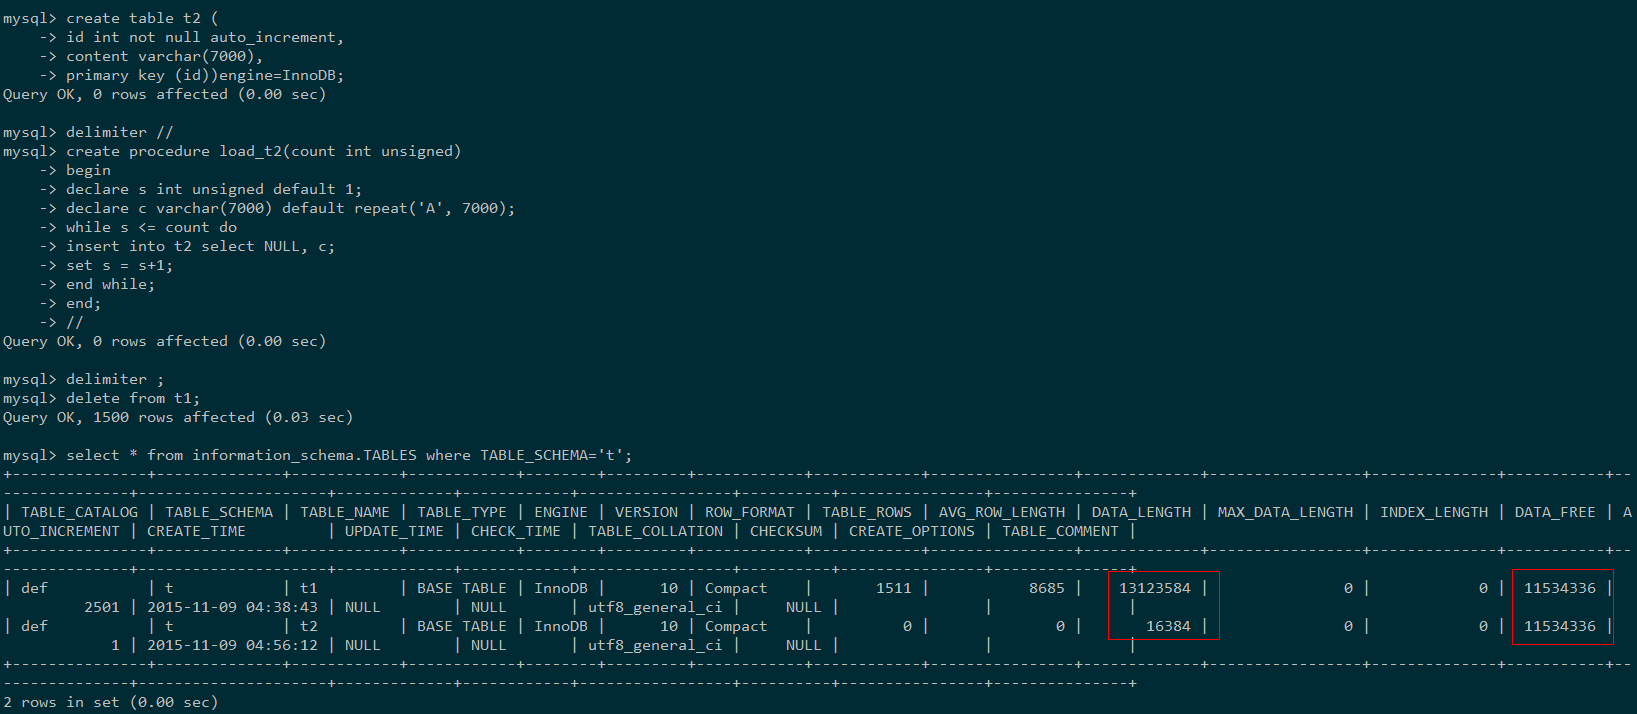 mysql> create table t2 (
    -> id int not null auto_increment,
    -> content varchar(7000),
    -> primary key (id))engine=InnoDB;
Query OK, 0 rows affected (0.00 sec)
mysql> delimiter //
mysql> create procedure load_t2(count int unsigned)
    -> begin
    -> declare s int unsigned default 1;
    -> declare c varchar(7000) default repeat('A', 7000);
    -> while s <= count do
    -> insert into t2 select NULL, c;
    -> set s = s+1;
    -> end while;
    -> end;
    -> //
Query OK, 0 rows affected (0.00 sec)
mysql> delimiter ;
mysql> delete from t1;
Query OK, 1500 rows affected (0.03 sec)
mysql> select * from information_schema.TABLES where TABLE_SCHEMA='t';
+---------------+--------------+------------+------------+--------+---------+------------+------------+----------------+-------------+-----------------+--------------+-----------+--
--------------+---------------------+-------------+------------+-----------------+----------+----------------+---------------+
| TABLE_CATALOG | TABLE_SCHEMA | TABLE_NAME | TABLE_TYPE | ENGINE | VERSION | ROW_FORMAT | TABLE_ROWS | AVG_ROW_LENGTH | DATA_LENGTH | MAX_DATA_LENGTH | INDEX_LENGTH | DATA_FREE | A
UTO_INCREMENT | CREATE_TIME         | UPDATE_TIME | CHECK_TIME | TABLE_COLLATION | CHECKSUM | CREATE_OPTIONS | TABLE_COMMENT |
+---------------+--------------+------------+------------+--------+---------+------------+------------+----------------+-------------+-----------------+--------------+-----------+--
--------------+---------------------+-------------+------------+-----------------+----------+----------------+---------------+
| def           | t            | t1         | BASE TABLE | InnoDB |      10 | Compact    |       1511 |           8685 |    13123584 |               0 |            0 |  11534336 |
         2501 | 2015-11-09 04:38:43 | NULL        | NULL       | utf8_general_ci |     NULL |                |               |
| def           | t            | t2         | BASE TABLE | InnoDB |      10 | Compact    |          0 |              0 |       16384 |               0 |            0 |  11534336 |
            1 | 2015-11-09 04:56:12 | NULL        | NULL       | utf8_general_ci |     NULL |                |               |
+---------------+--------------+------------+------------+--------+---------+------------+------------+----------------+-------------+-----------------+--------------+-----------+--
--------------+---------------------+-------------+------------+-----------------+----------+----------------+---------------+
2 rows in set (0.00 sec)